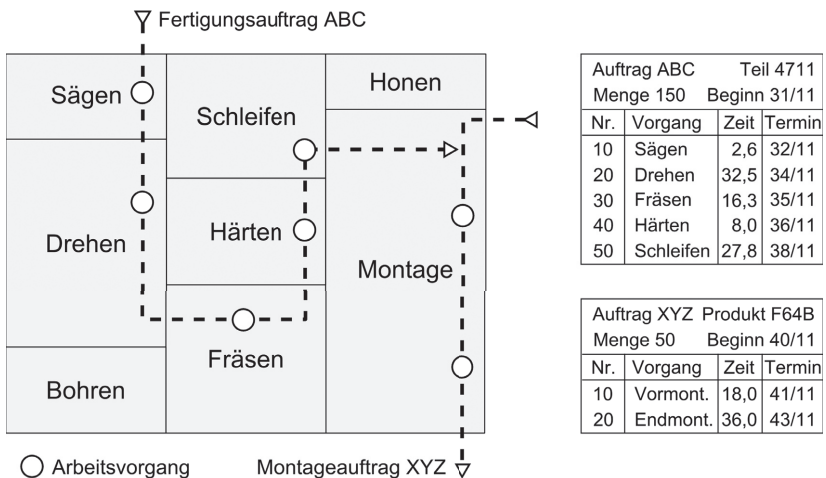 Fertigungsauftrag ABC
Sägen
Schleifen
Honen
Drehen
Härten
Montage
Fräsen
Bohren
Arbeitsvorgang
Montageauftrag XYZ
Auftrag ABC Teil 4711
Menge 150 Beginn 31/11
Nr. Vorgang Zeit Termin
10 Sägen 2,6 32/11
20 Drehen 32,5 34/11
30 Fräsen 16,3 35/11
40 Härten 8,0 36/11
50 Schleifen 27,8 38/11
Auftrag XYZ Produkt F64B
Menge 50 Beginn 40/11
Nr. Vorgang Zeit Termin
10 Vormont. 18,0 41/11
20 Endmont. 36,0 43/11